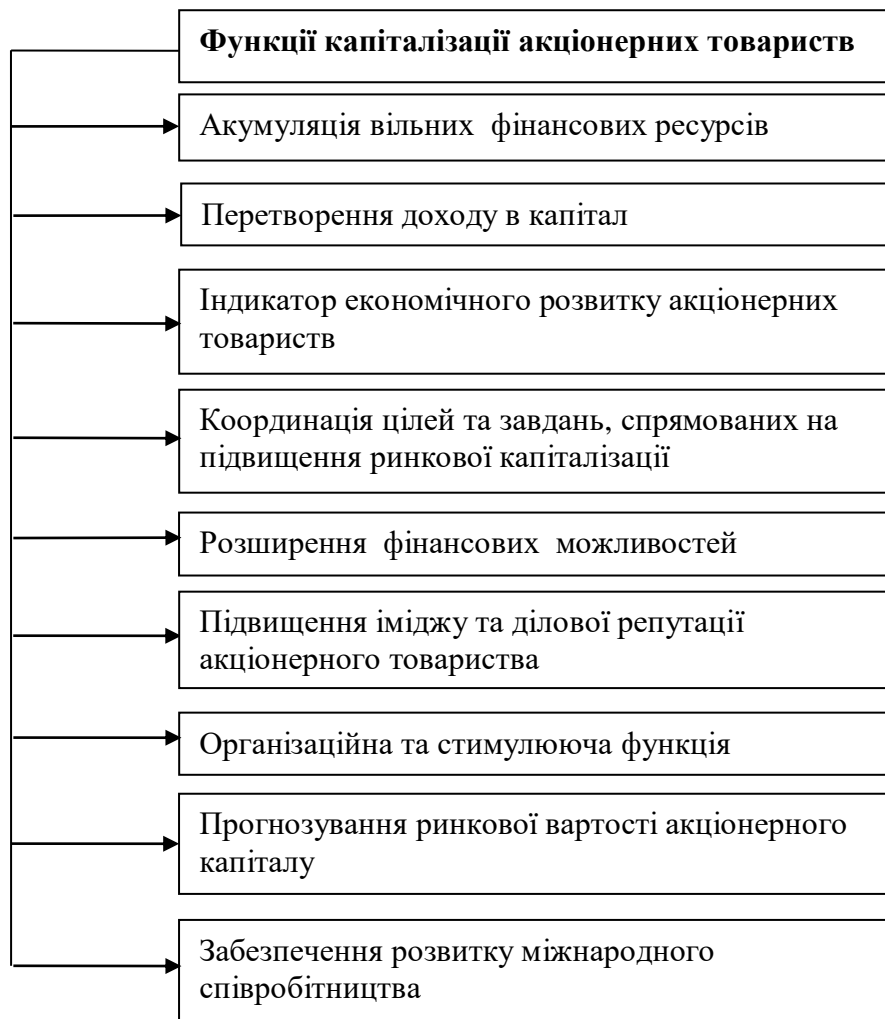 Функції капіталізації акціонерних товариств
Акумуляція вільних  фінансових ресурсів
Перетворення доходу в капітал
Індикатор економічного розвитку акціонерних
товариств
Координація цілей та завдань, спрямованих на
підвищення ринкової капіталізації
Розширення  фінансових  можливостей
Підвищення іміджу та ділової репутації
акціонерного товариства
Організаційна та стимулююча функція
Прогнозування ринкової вартості акціонерного
капіталу
Забезпечення розвитку міжнародного
співробітництва